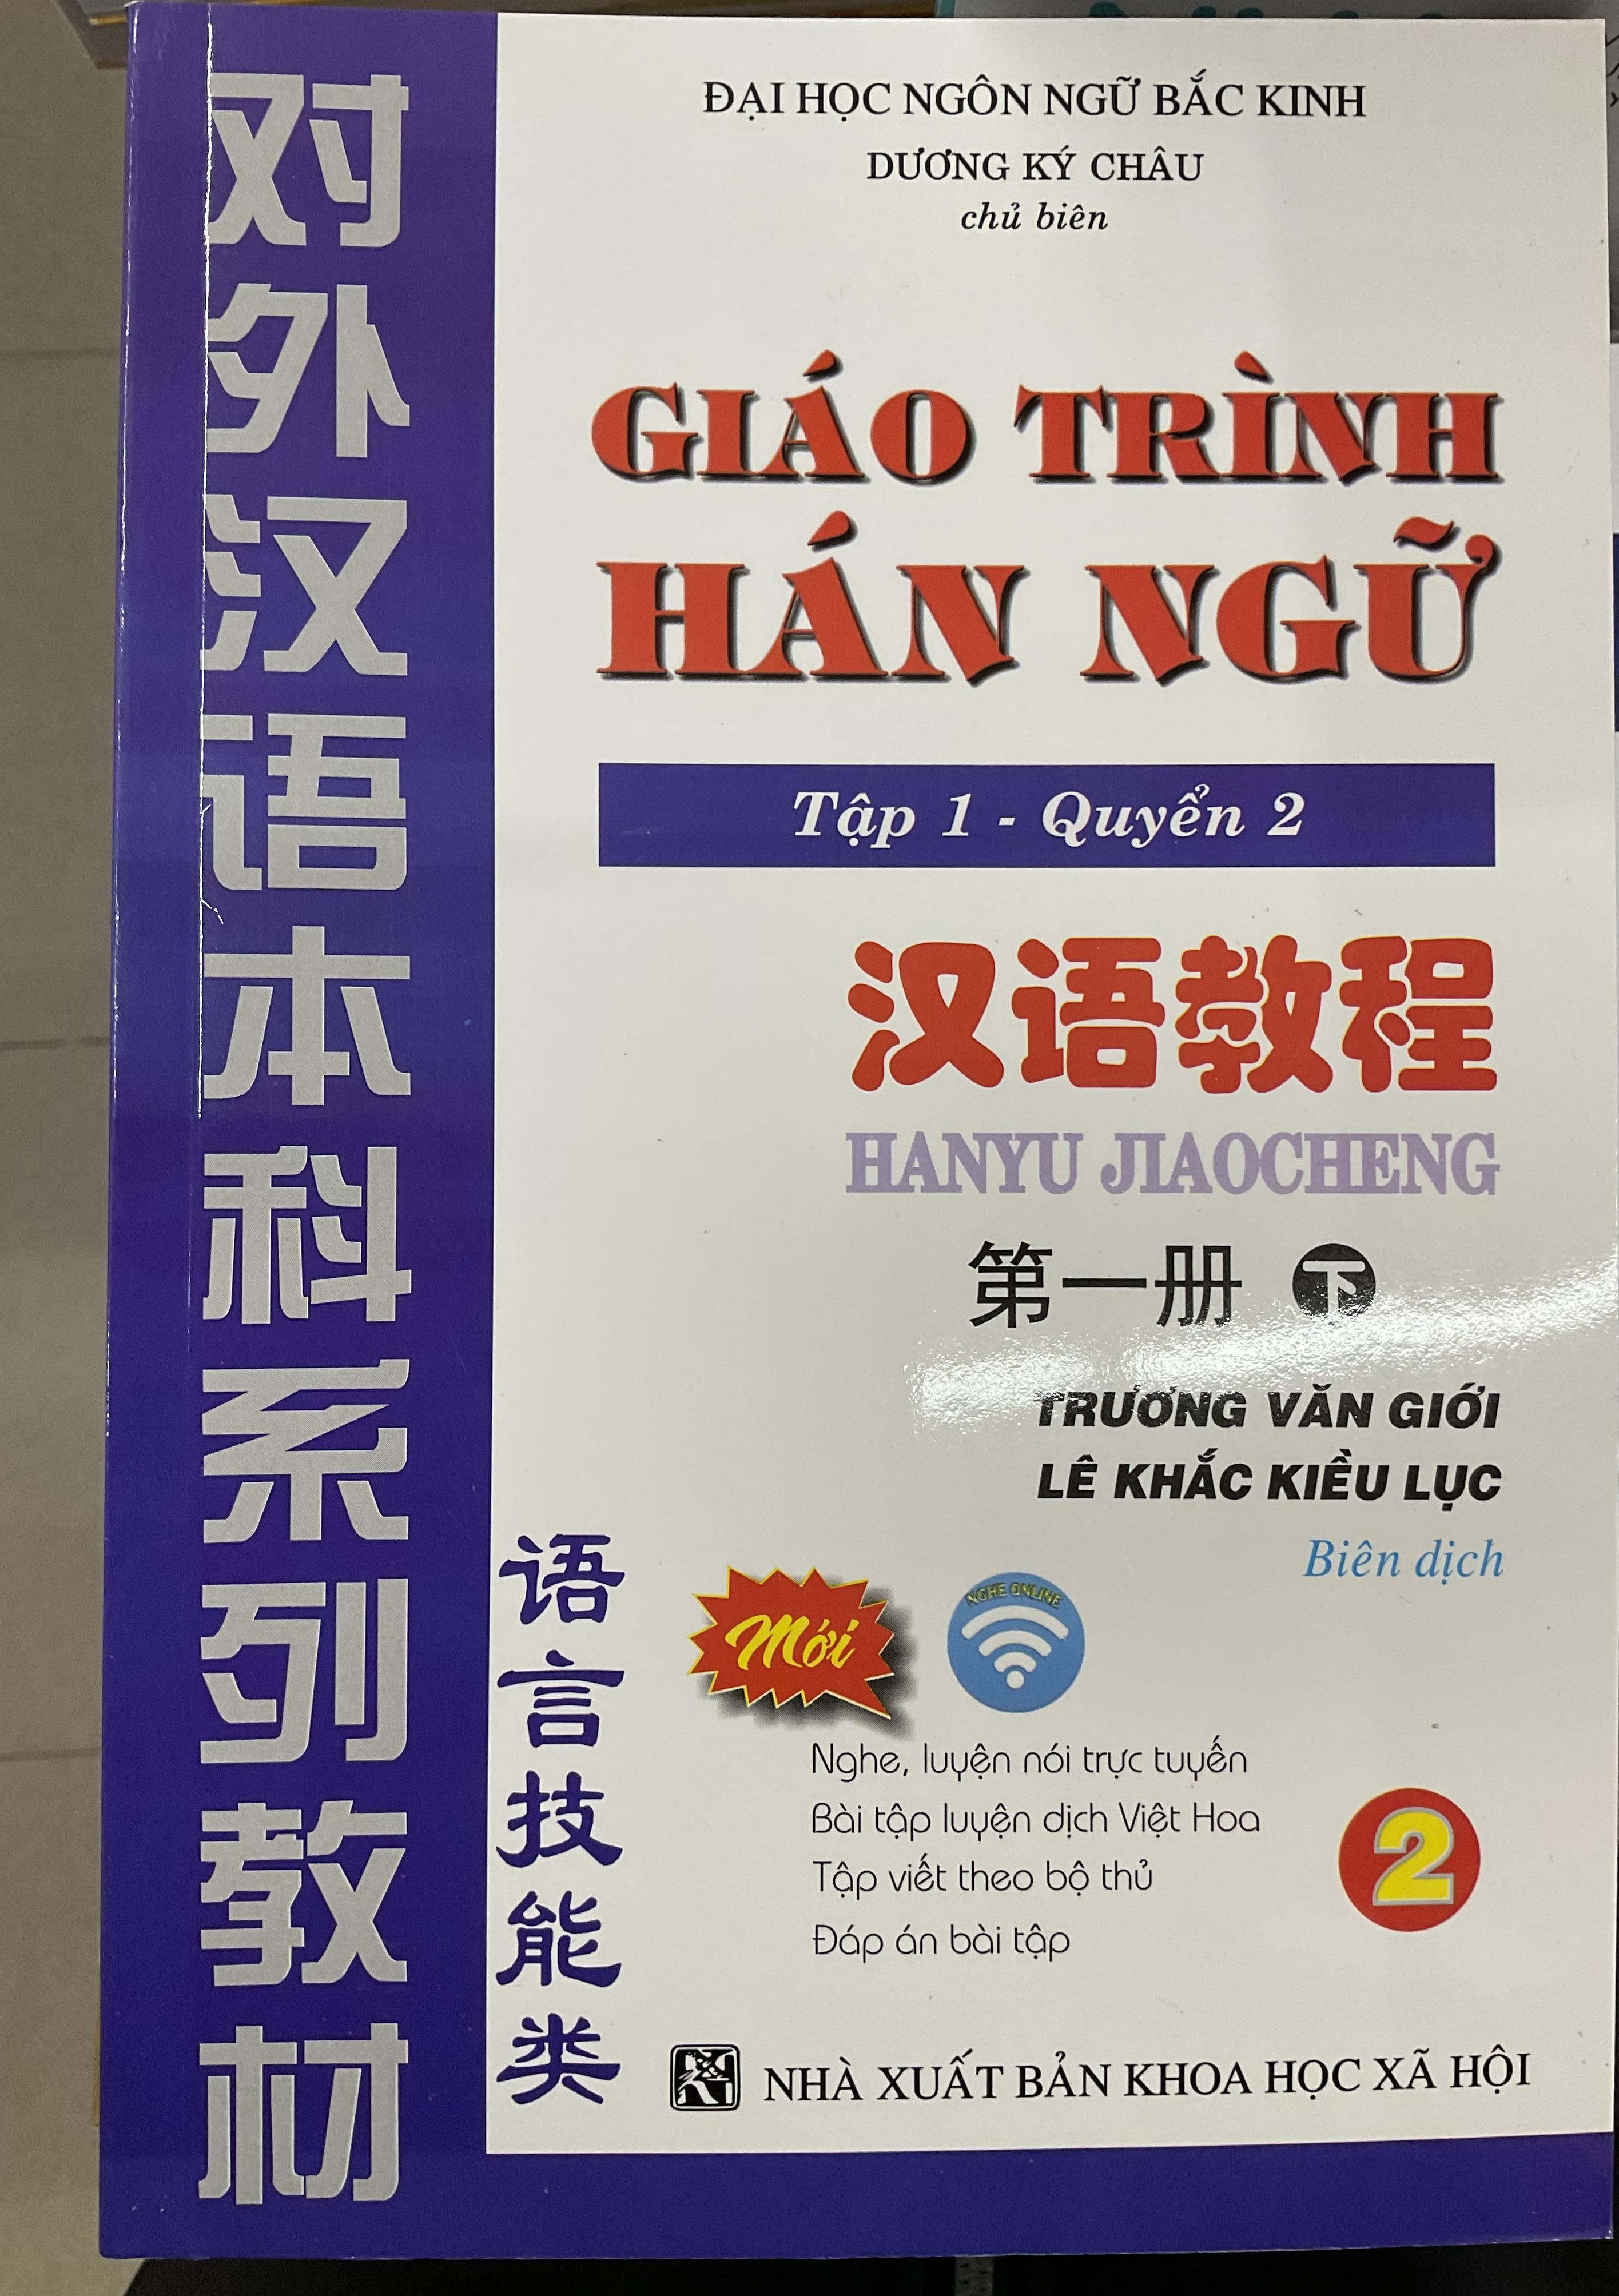 对外汉语本科系列教材
ĐẠI HỌC NGÔN NGỮ BẮC KINH
DƯƠNG KÝ CHÂU
chủ biên
GIÁO TRÌNH
HÁN NGỮ
Tập 1 - Quyển 2
汉语教程
HANYU JIAOCHENG
第一册 下
TRƯƠNG VĂN GIỚI
LÊ KHẮC KIỀU LỤC
Biên dịch
语言技能类
Mới
NGHE ONLINE
Nghe, luyện nói trực tuyến
Bài tập luyện dịch Việt Hoa
Tập viết theo bộ thủ
Đáp án bài tập
2
NHÀ XUẤT BẢN KHOA HỌC XÃ HỘI